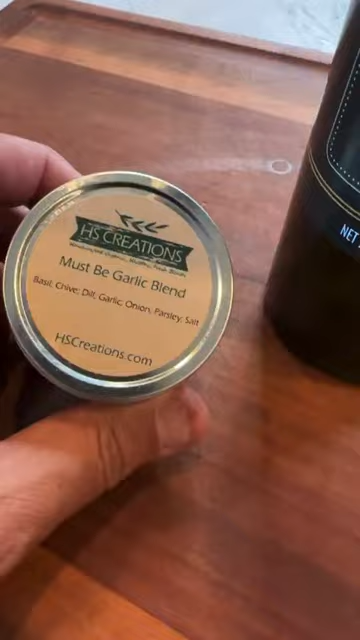 HS CREATIONS
Must Be Garlic Blend
Basil, Chive, Dill, Garlic, Onion, Parsley, Salt
HSCreations.com
NET